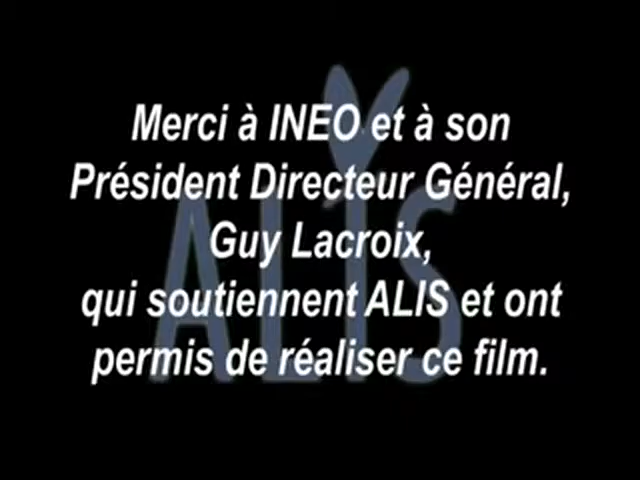 Merci à INEO et à son
Président Directeur Général,
Guy Lacroix,
qui soutiennent ALIS et ont
permis de réaliser ce film.
ALIS